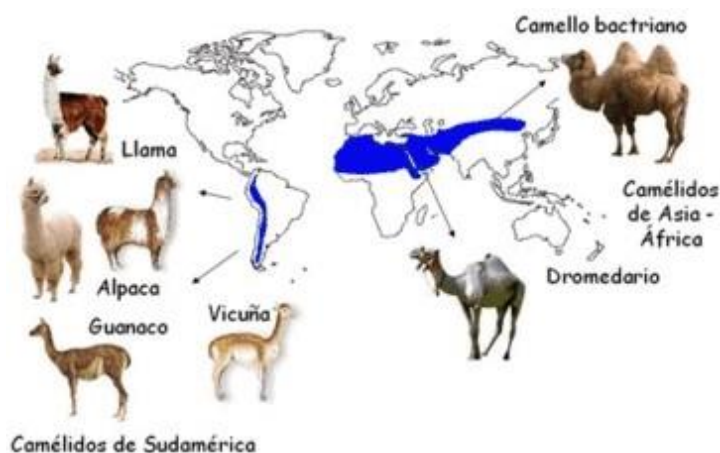 Camello bactriano
Llama
Camélidos
de Asia -
África
Dromedario
Alpaca
Guanaco
Vicuña
Camélidos de Sudamérica